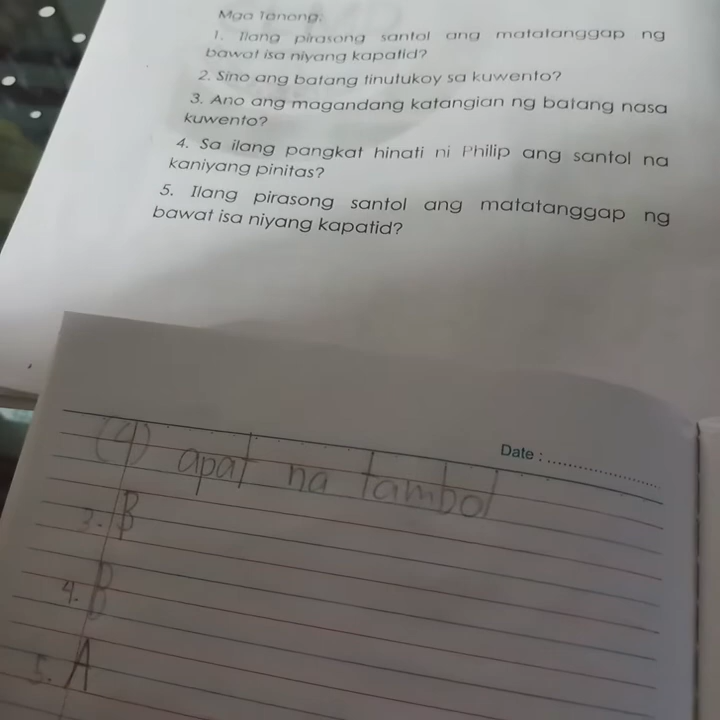 Mga Tanong:
1. Ilang pirasong santol ang matatanggap ng
bawat isa niyang kapatid?
2. Sino ang batang tinutukoy sa kuwento?
3. Ano ang magandang katangian ng batang nasa
kuwento?
4. Sa ilang pangkat hinati ni Philip ang santol na
kaniyang pinitas?
5. Ilang pirasong santol ang matatanggap ng
bawat isa niyang kapatid?
Date :
(4) apat na tambol
3. B
4. B
5. A